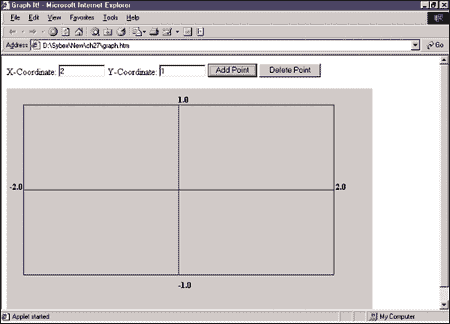 Graph It! - Microsoft Internet Explorer
File Edit View Favorites Tools Help
Address D:\Sybex\New\ch27\graph.htm Go
X-Coordinate: 2 Y-Coordinate: 1 Add Point Delete Point
1.0
-2.0 2.0
-1.0
Applet started My Computer